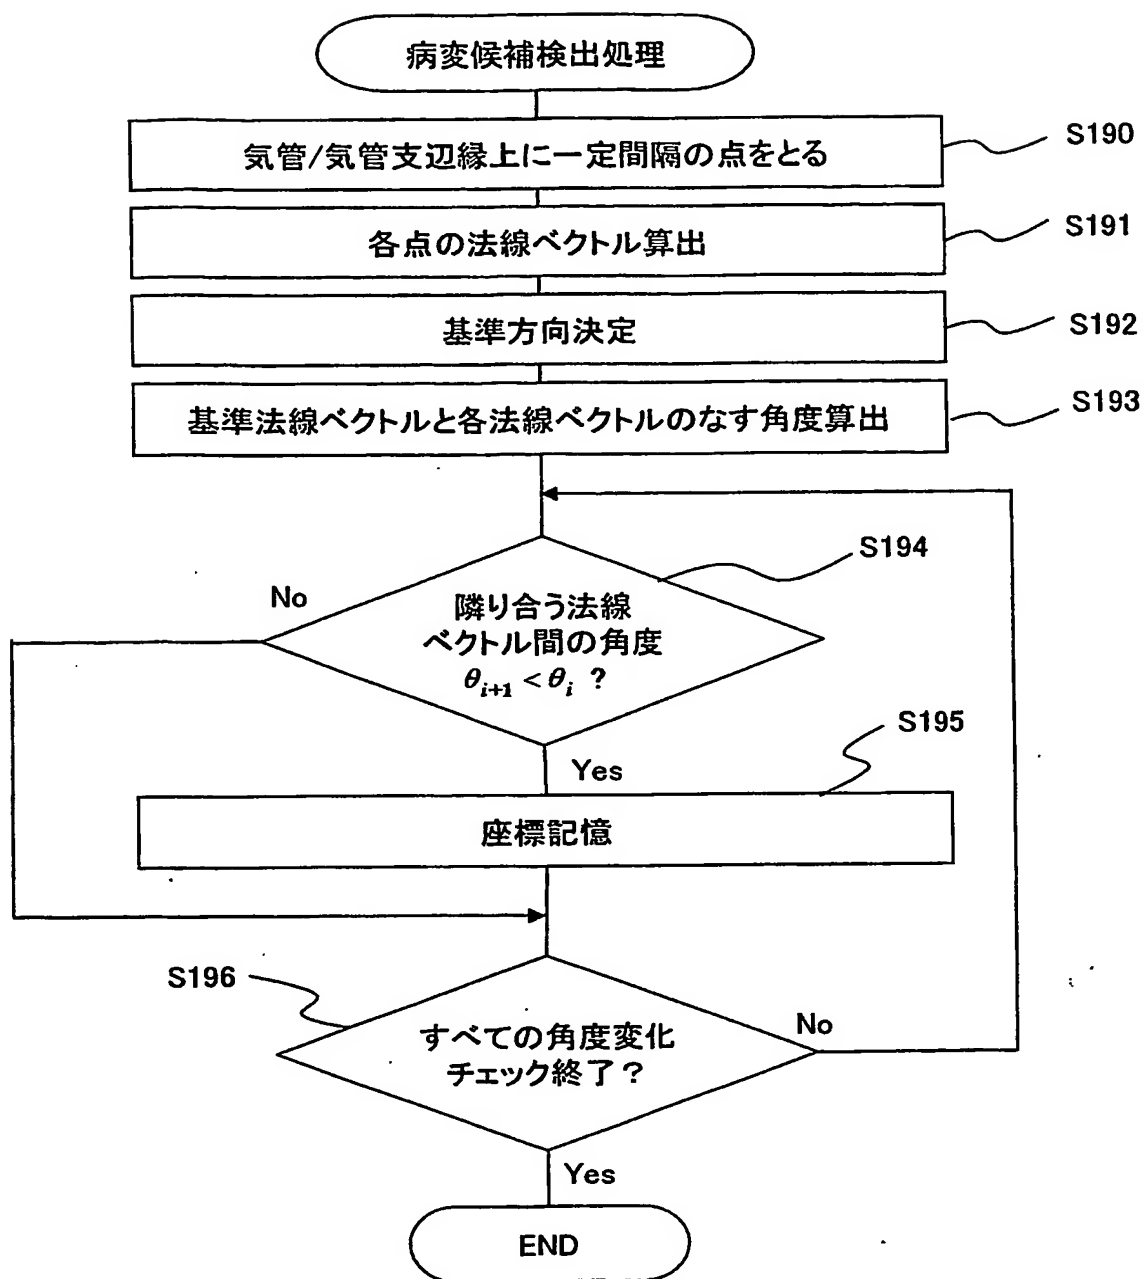 病変候補検出処理
気管/気管支辺縁上に一定間隔の点をとる
S190
各点の法線ベクトル算出
S191
基準方向決定
S192
基準法線ベクトルと各法線ベクトルのなす角度算出
S193
S194
No
隣り合う法線
ベクトル間の角度
θi+1 < θi ?
S195
Yes
座標記憶
S196
すべての角度変化
チェック終了?
No
Yes
END